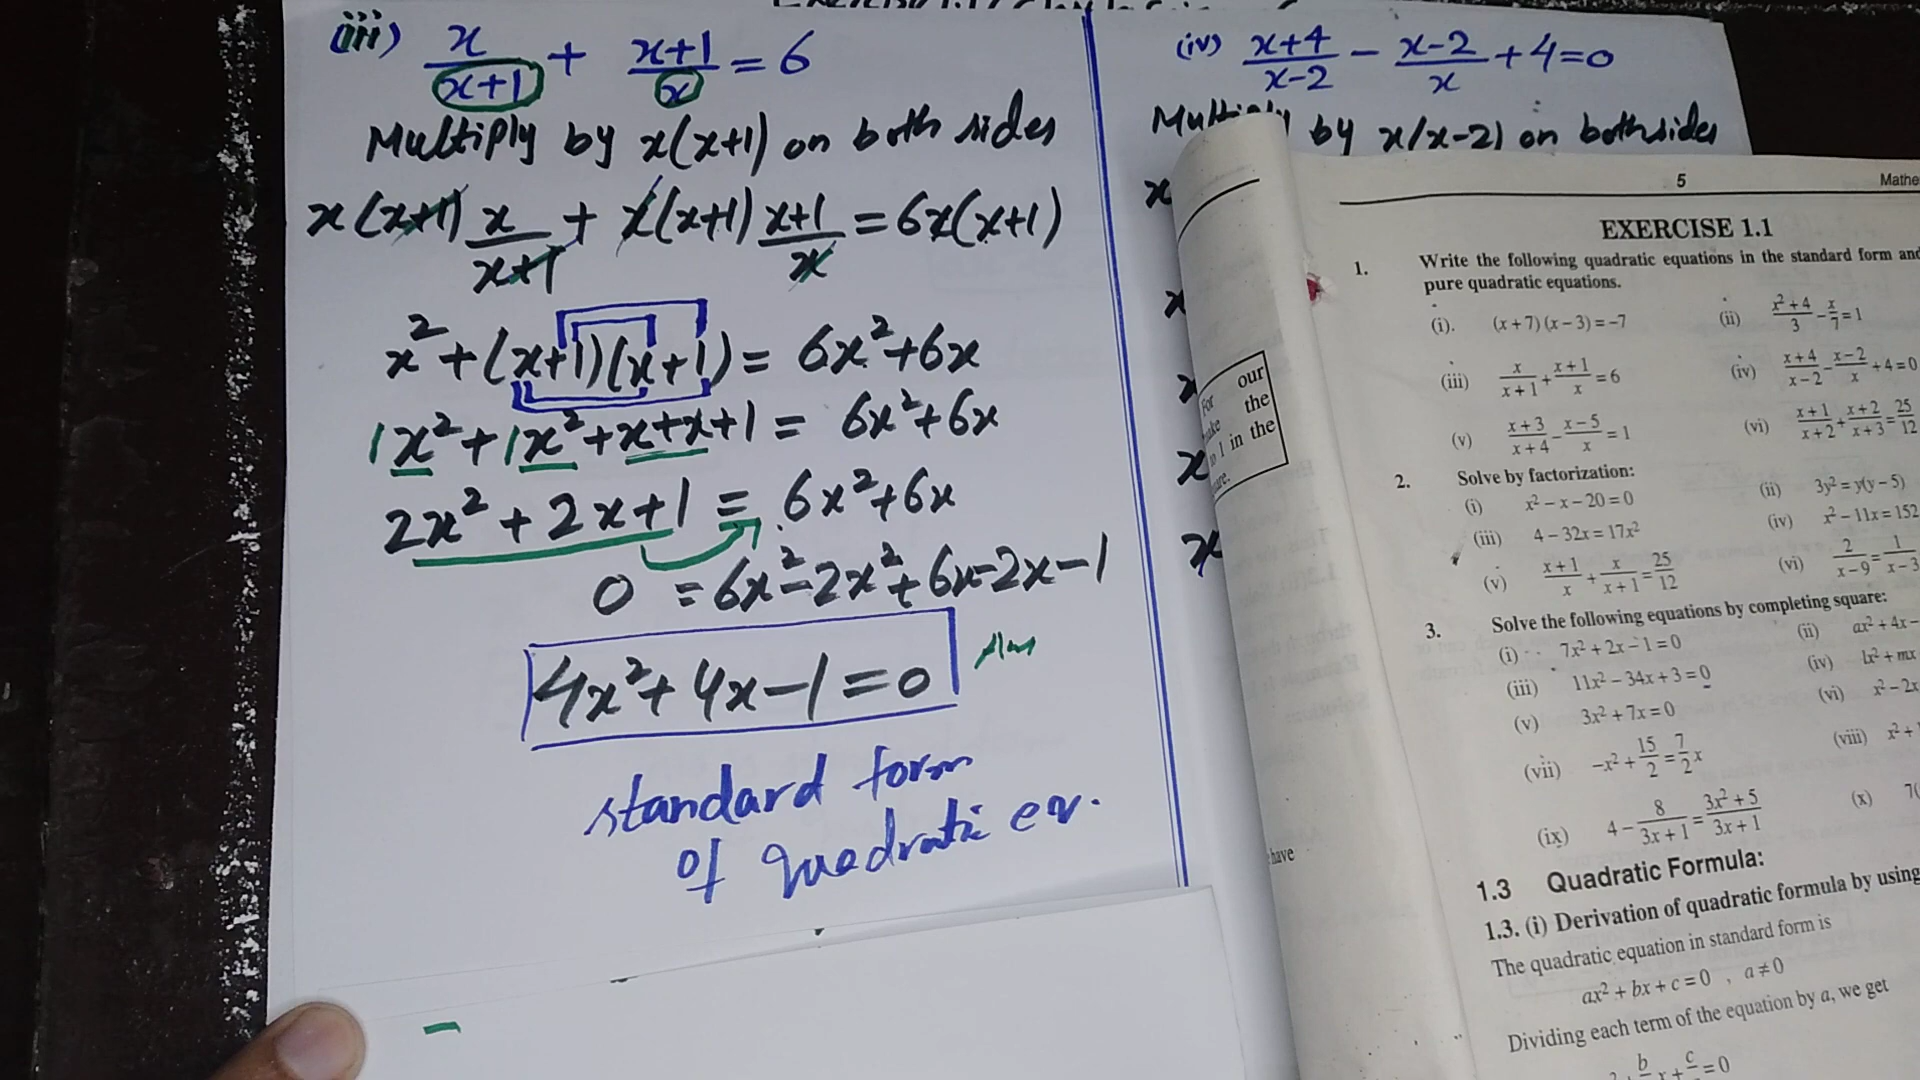 (iii) x/(x+1) + (x+1)/x = 6
Multiply by x(x+1) on both sides
x(x+1) x/(x+1) + x(x+1) (x+1)/x = 6x(x+1)
x² + (x+1)(x+1) = 6x²+6x
1x² + 1x² + x+x+1 = 6x²+6x
2x² + 2x+1 = 6x²+6x
0 = 6x²-2x²+6x-2x-1
4x²+4x-1=0 Ans
standard form
of quadratic eq.
(iv) (x+4)/(x-2) - (x-2)/x + 4=0
Multiply by x(x-2) on both sides
x
x
x
x
x
our
the
1 in the
have
5 Mathe
EXERCISE 1.1
1. Write the following quadratic equations in the standard form and
pure quadratic equations.
(i). (x+7)(x-3)=-7 (ii) (x²+4)/3 - x/7 = 1
(iii) x/(x+1) + (x+1)/x = 6 (iv) (x+4)/(x-2) - (x-2)/x + 4 = 0
(v) (x+3)/(x+4) - (x-5)/x = 1 (vi) (x+1)/(x+2) + (x+2)/(x+3) = 25/12
2. Solve by factorization:
(i) x² - x - 20 = 0 (ii) 3y² = y(y-5)
(iii) 4 - 32x = 17x² (iv) x² - 11x = 152
(v) (x+1)/x + x/(x+1) = 25/12 (vi) 2/(x-9) = 1/(x-3
3. Solve the following equations by completing square:
(i) 7x² + 2x - 1 = 0 (ii) ax² + 4x -
(iii) 11x² - 34x + 3 = 0 (iv) lx² + mx
(v) 3x² + 7x = 0 (vi) x² - 2x
(vii) -x² + 15/2 = 7/2 x (viii) x² +
(ix) 4 - 8/(3x+1) = (3x²+5)/(3x+1) (x) 7(
1.3 Quadratic Formula:
1.3. (i) Derivation of quadratic formula by using
The quadratic equation in standard form is
ax² + bx + c = 0 , a ≠ 0
Dividing each term of the equation by a, we get
b/ x + c/ = 0